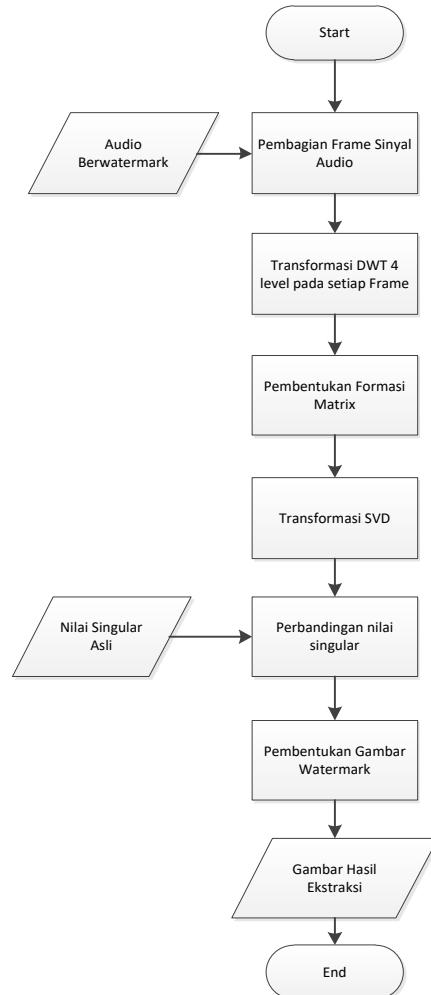 Start
Audio
Berwatermark
Pembagian Frame Sinyal
Audio
Transformasi DWT 4
level pada setiap Frame
Pembentukan Formasi
Matrix
Transformasi SVD
Nilai Singular
Asli
Perbandingan nilai
singular
Pembentukan Gambar
Watermark
Gambar Hasil
Ekstraksi
End